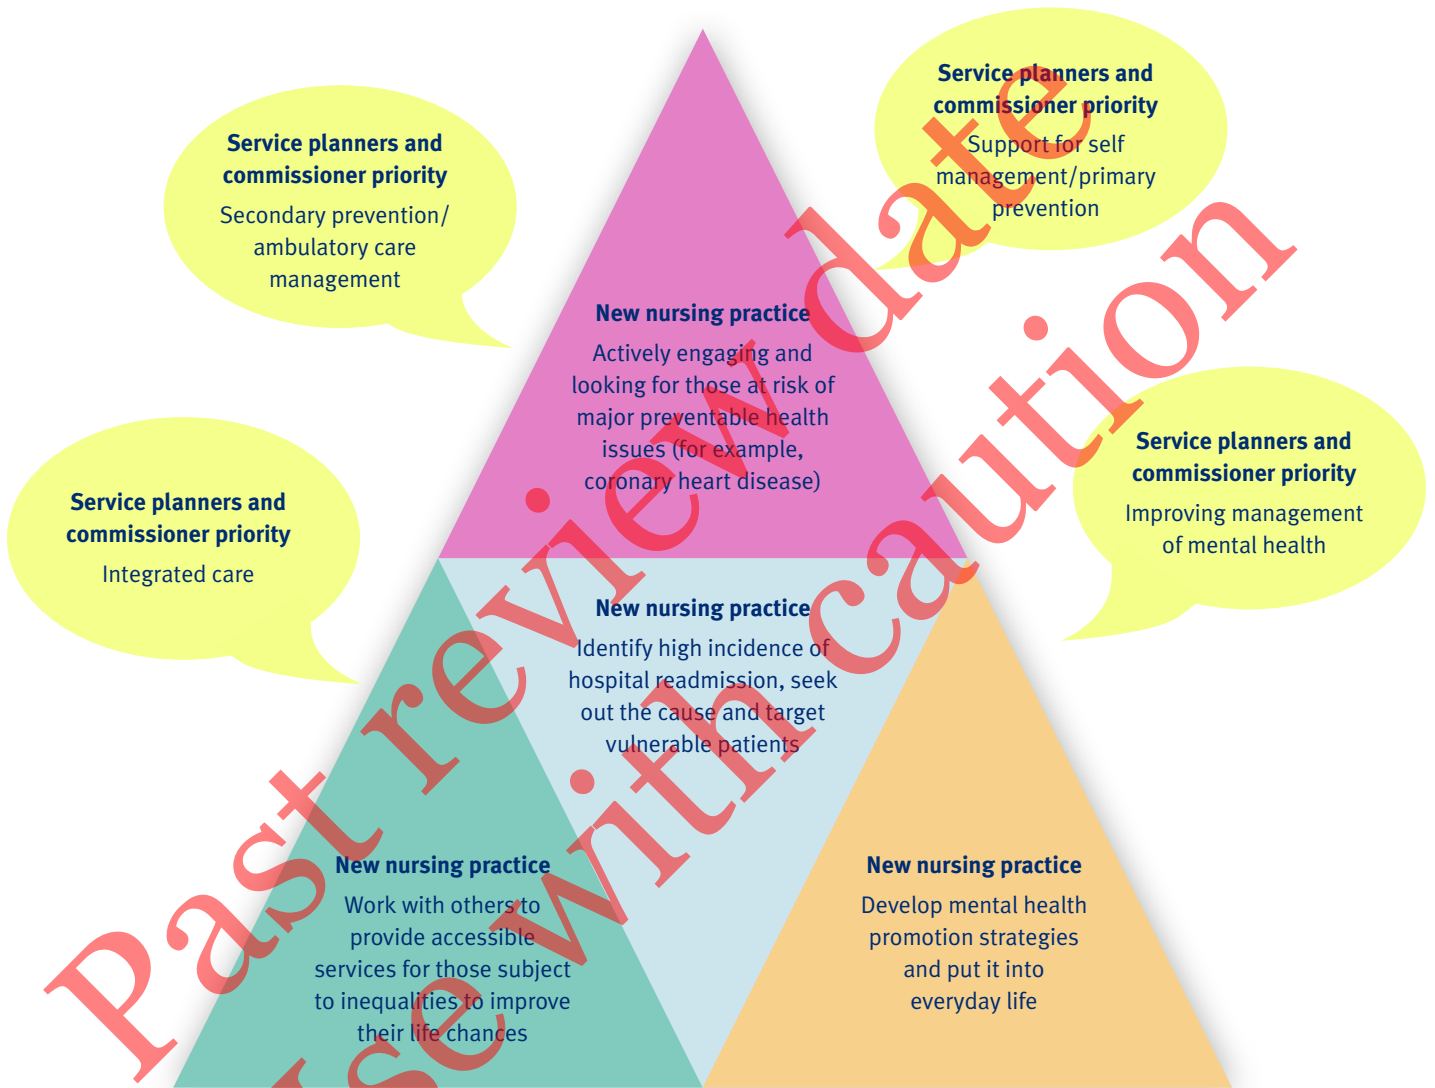 Service planners and
commissioner priority
Secondary prevention/
ambulatory care
management
Service planners and
commissioner priority
Support for self
management/primary
prevention
New nursing practice
Actively engaging and
looking for those at risk of
major preventable health
issues (for example,
coronary heart disease)
Service planners and
commissioner priority
Integrated care
Service planners and
commissioner priority
Improving management
of mental health
New nursing practice
Identify high incidence of
hospital readmission, seek
out the cause and target
vulnerable patients
New nursing practice
Work with others to
provide accessible
services for those subject
to inequalities to improve
their life chances
New nursing practice
Develop mental health
promotion strategies
and put it into
everyday life
Past review date
Use with caution